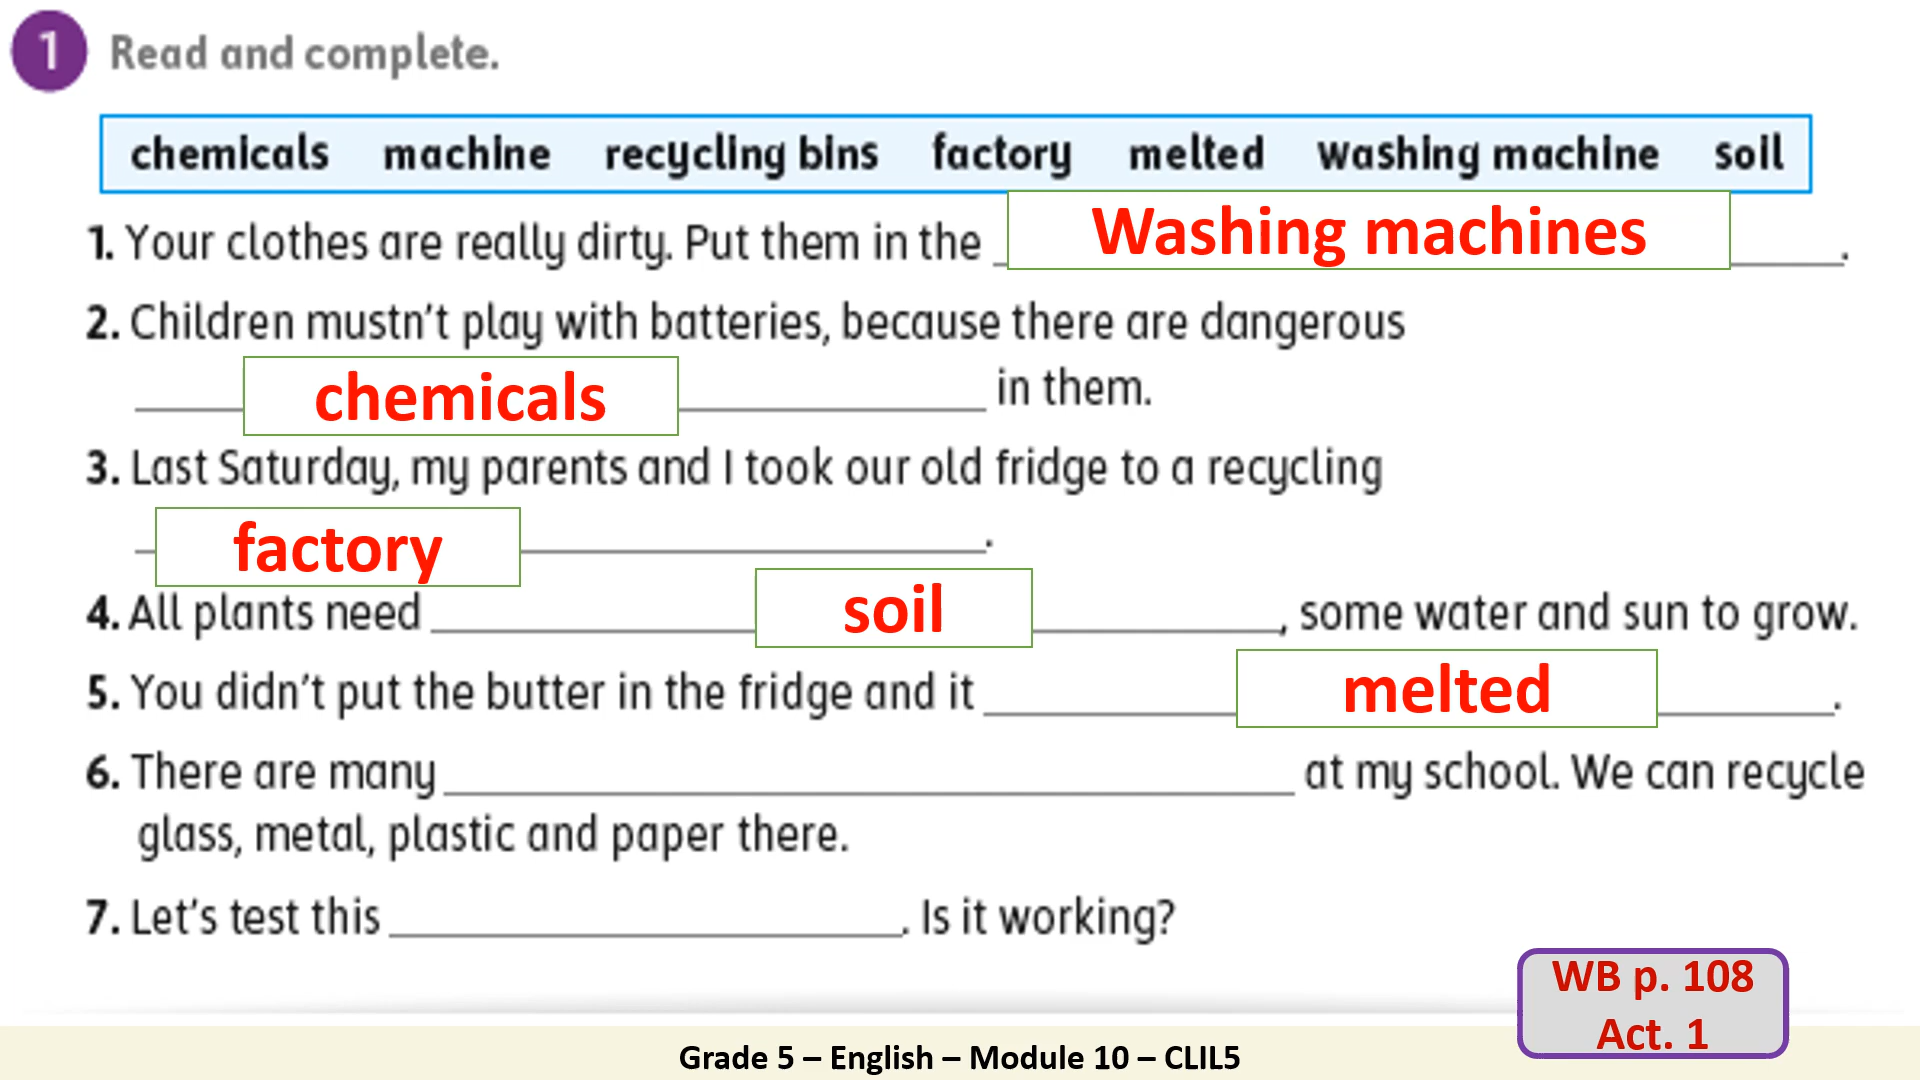 1 Read and complete.
chemicals machine recycling bins factory melted washing machine soil
1. Your clothes are really dirty. Put them in the Washing machines.
2. Children mustn't play with batteries, because there are dangerous
chemicals in them.
3. Last Saturday, my parents and I took our old fridge to a recycling
factory.
4. All plants need soil, some water and sun to grow.
5. You didn't put the butter in the fridge and it melted.
6. There are many ____ at my school. We can recycle
glass, metal, plastic and paper there.
7. Let's test this ____. Is it working?
WB p. 108
Act. 1
Grade 5 – English – Module 10 – CLIL5